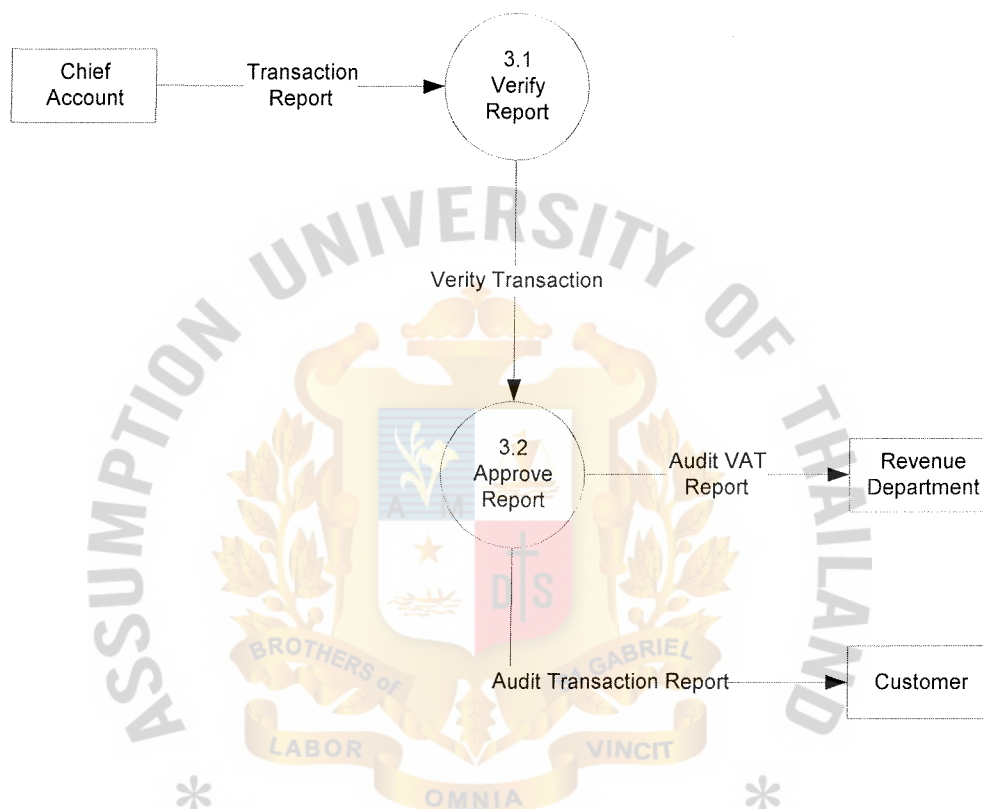 Chief
Account
Transaction
Report
3.1
Verify
Report
Verity Transaction
3.2
Approve
Report
Audit VAT
Report
Revenue
Department
Audit Transaction Report
Customer
ASSUMPTION UNIVERSITY OF THAILAND
A M
D S
BROTHERS of
GABRIEL
LABOR
OMNIA
VINCIT